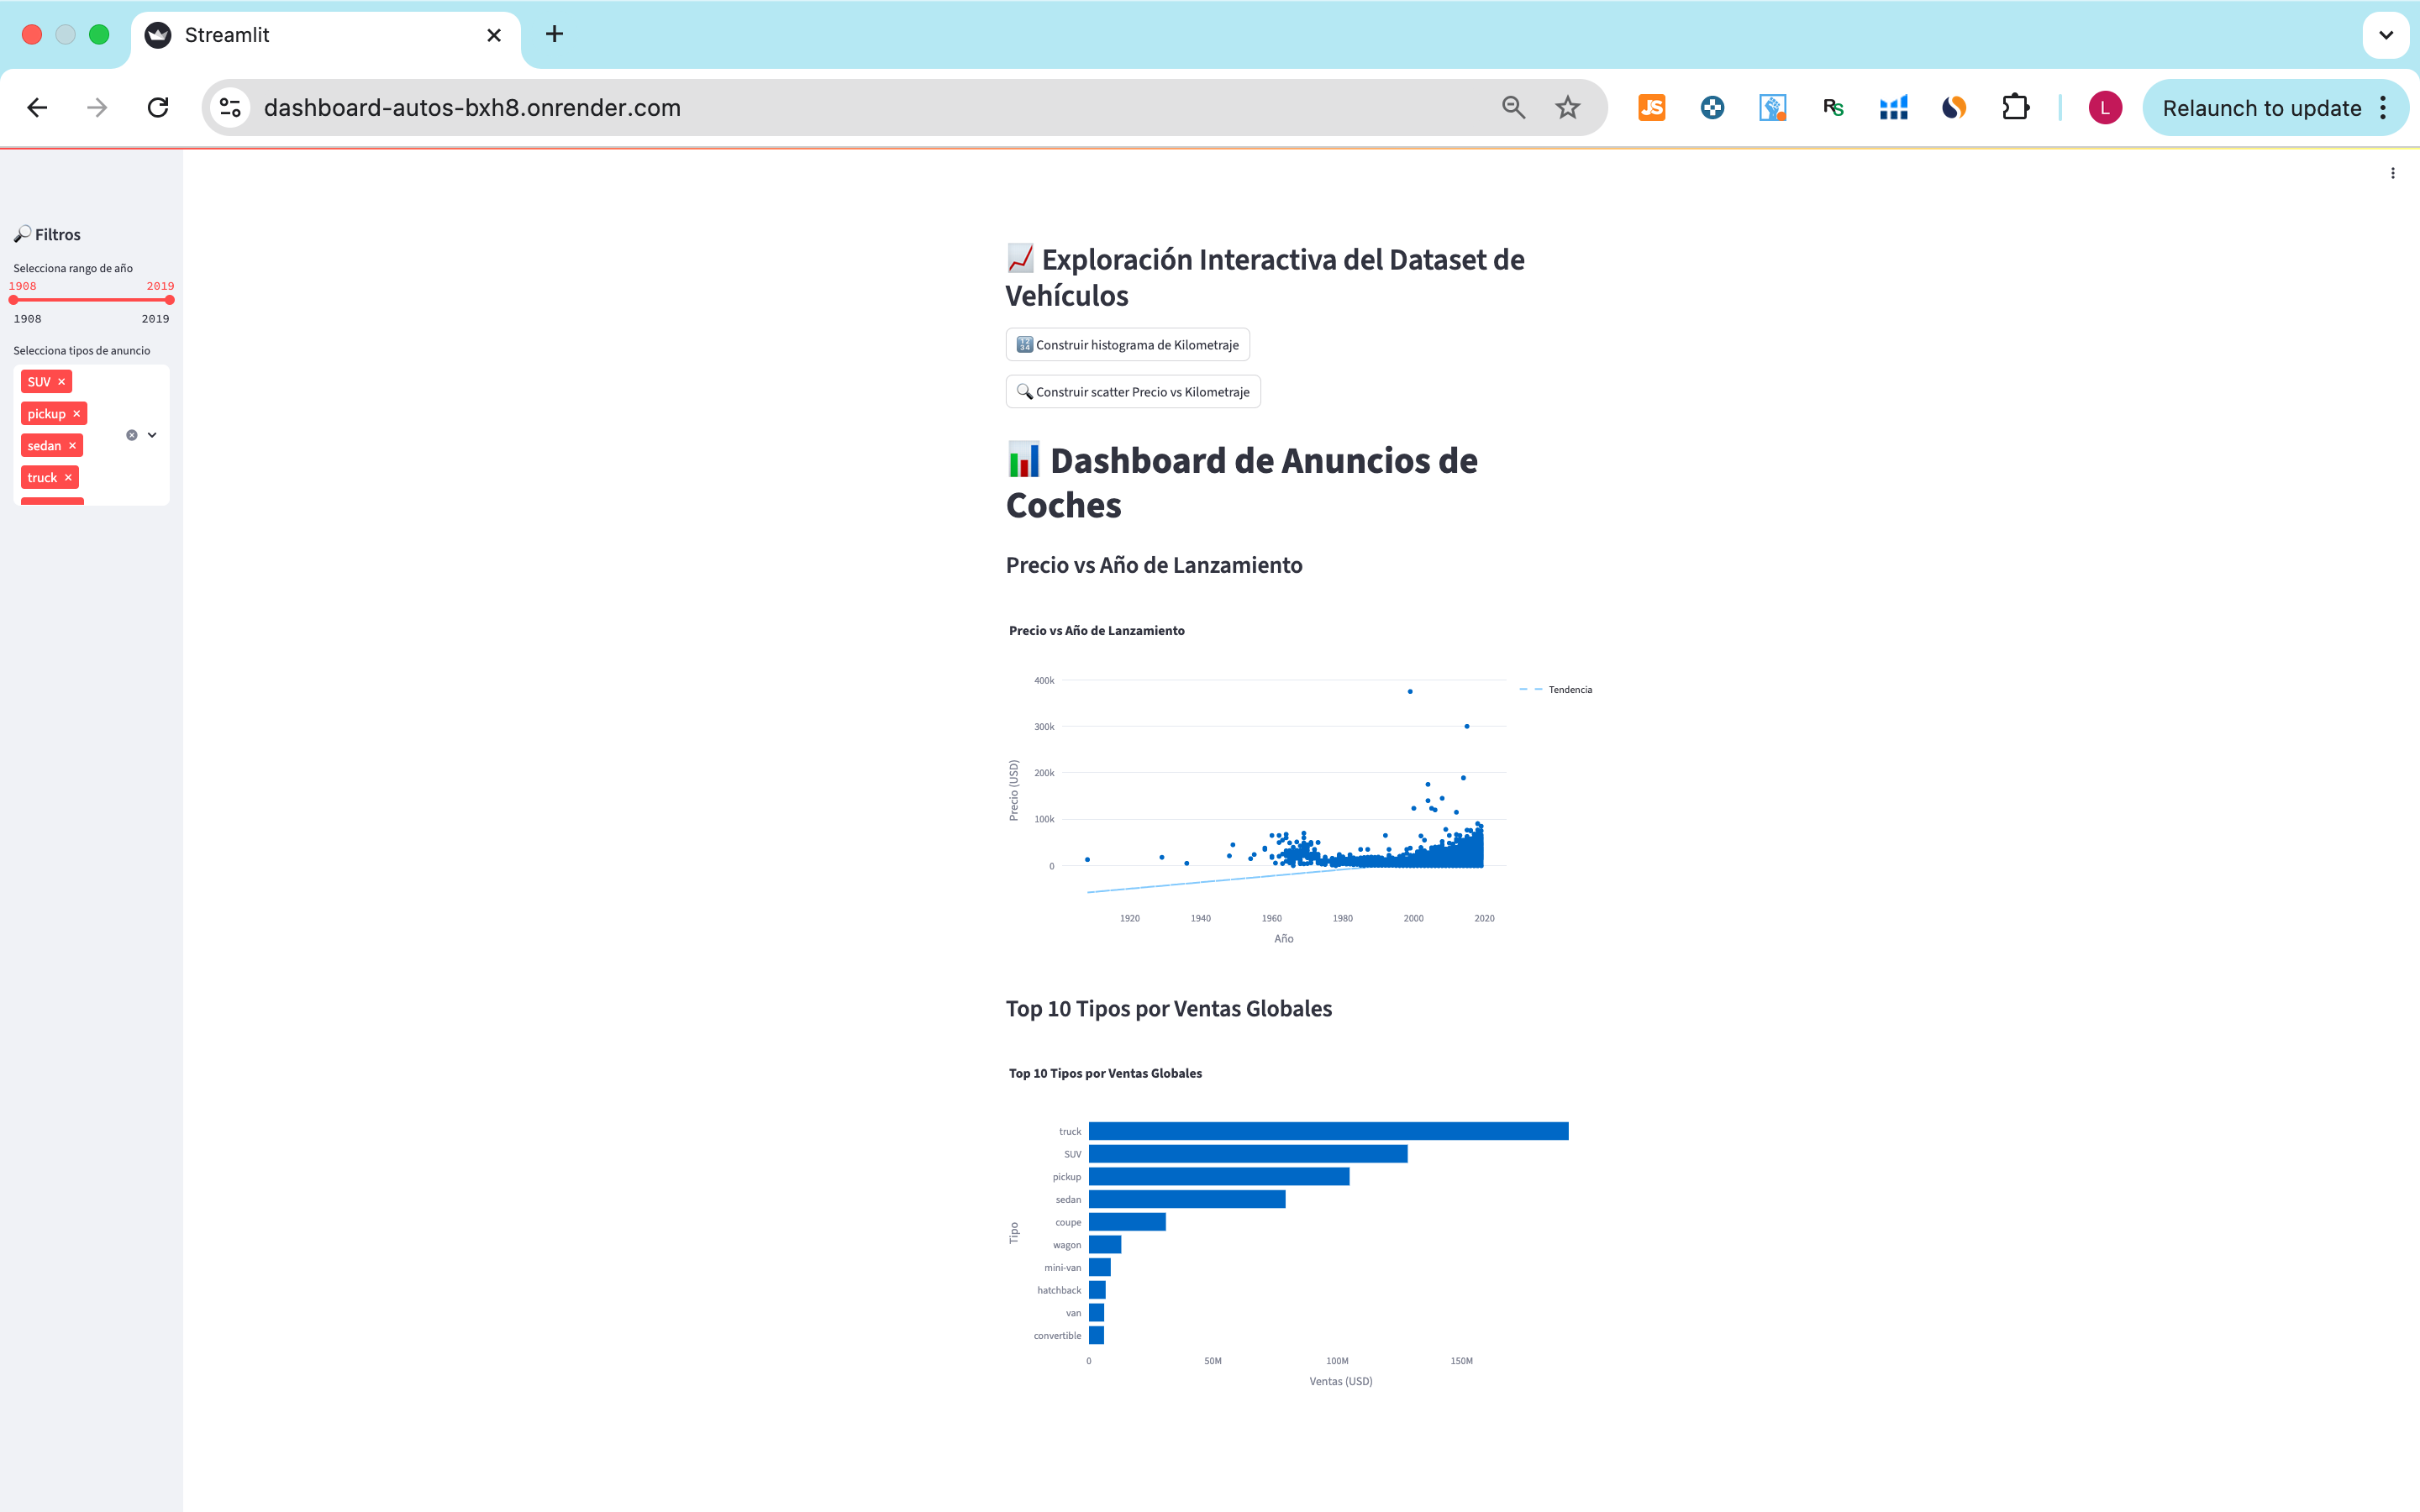 Streamlit
dashboard-autos-bxh8.onrender.com
JS
RS
L
Relaunch to update
Filtros
Selecciona rango de año
1908 2019
1908 2019
Selecciona tipos de anuncio
SUV
pickup
sedan
truck
Exploración Interactiva del Dataset de
Vehículos
Construir histograma de Kilometraje
Construir scatter Precio vs Kilometraje
Dashboard de Anuncios de
Coches
Precio vs Año de Lanzamiento
Precio vs Año de Lanzamiento
400k
300k
200k
100k
0
Precio (USD)
Tendencia
1920 1940 1960 1980 2000 2020
Año
Top 10 Tipos por Ventas Globales
Top 10 Tipos por Ventas Globales
truck
SUV
pickup
sedan
coupe
wagon
mini-van
hatchback
van
convertible
Tipo
0 50M 100M 150M
Ventas (USD)